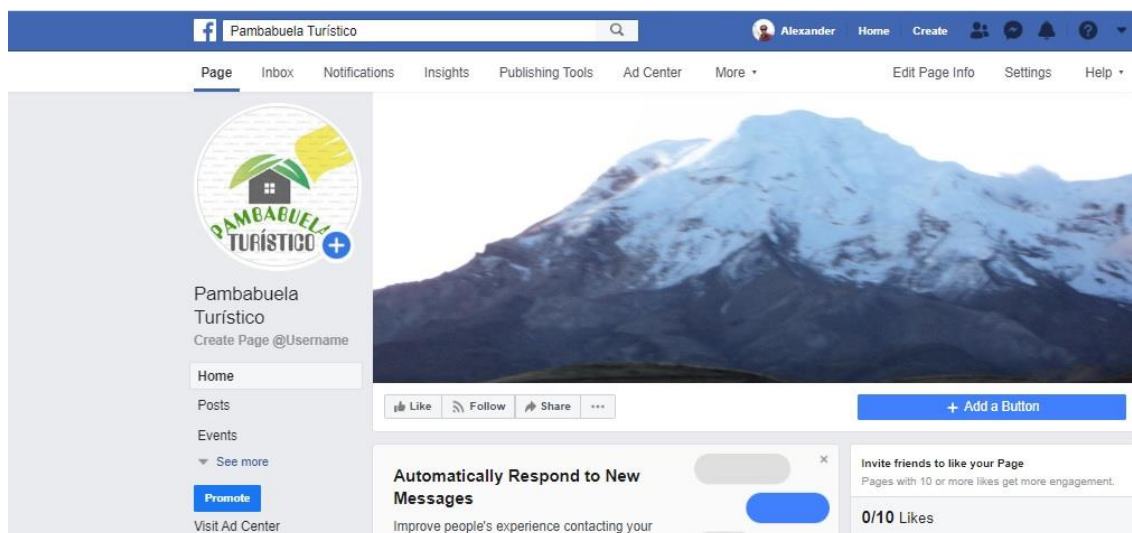 Pambabuela Turístico
Alexander Home Create
Page Inbox Notifications Insights Publishing Tools Ad Center More Edit Page Info Settings Help
PAMBABUELA
TURÍSTICO
Pambabuela
Turístico
Create Page @Username
Home
Posts
Events
See more
Promote
Visit Ad Center
Like Follow Share
+ Add a Button
Automatically Respond to New
Messages
Improve people's experience contacting your
Invite friends to like your Page
Pages with 10 or more likes get more engagement.
0/10 Likes